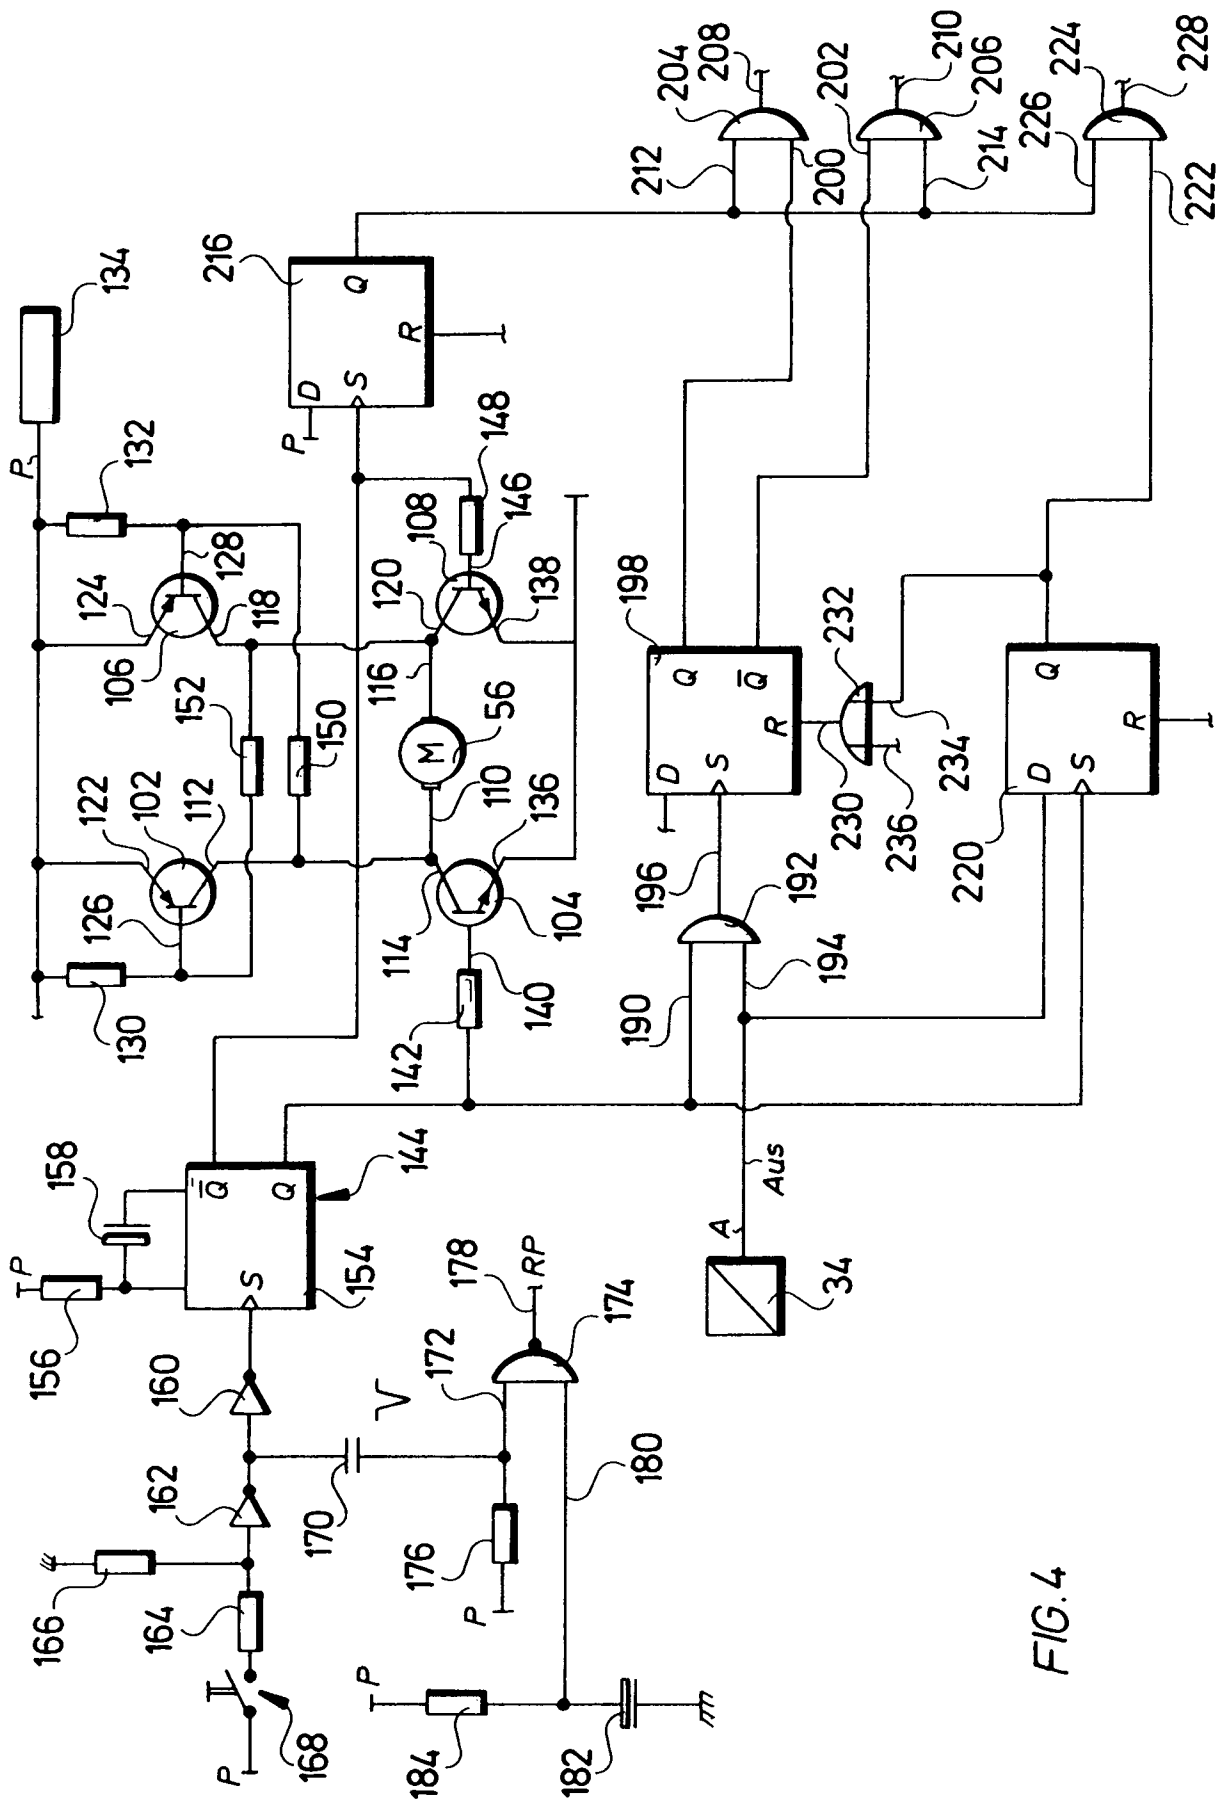 P
134
132
124
128
106
118
122
102
112
126
130
152
150
216
D
P
S
Q
R
148
146
108
120
138
116
M
56
110
114
136
104
140
142
158
P
156
Q̅
Q
S
154
144
160
162
166
164
P
168
170
V
172
178
RP
174
176
P
180
P
184
182
204
208
202
210
206
224
228
212
200
214
226
222
198
D
Q
Q̅
S
R
232
230
234
236
196
192
190
194
220
D
Q
S
R
Aus
A
34
FIG. 4